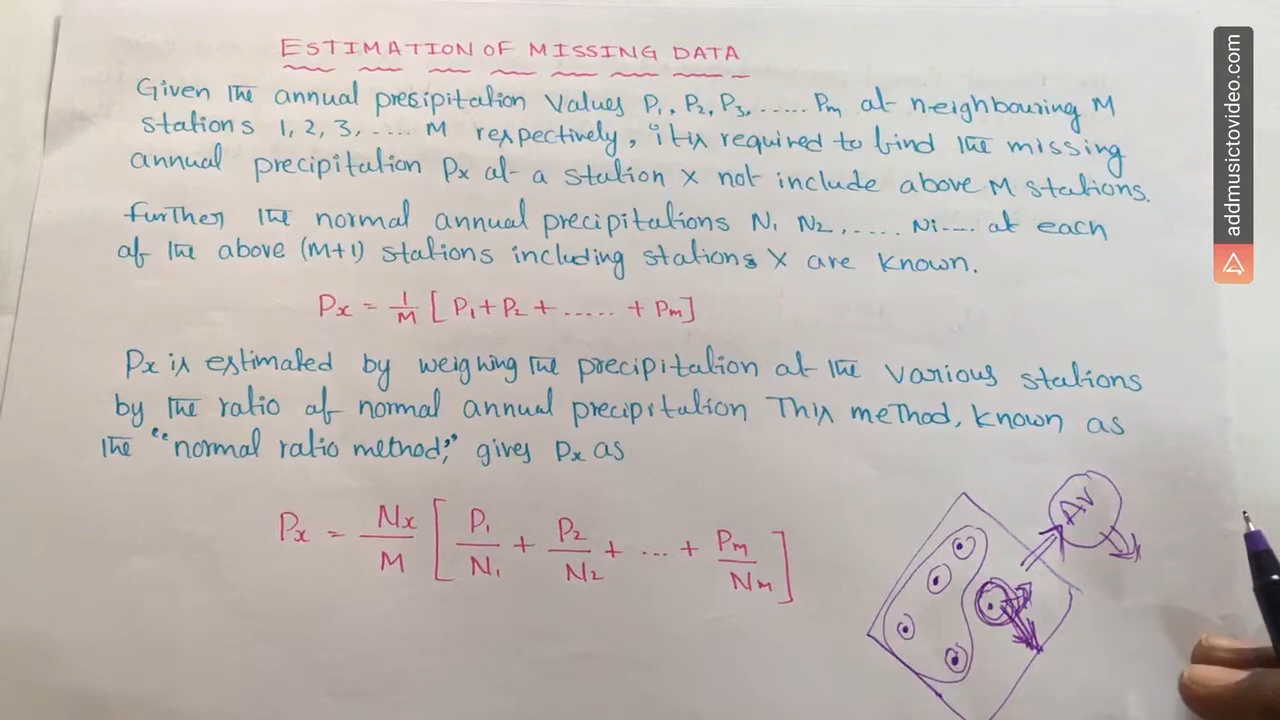 ESTIMATION OF MISSING DATA
Given the annual precipitation values P1, P2, P3, ...... Pm at neighbouring M
stations 1, 2, 3, .... M respectively, it is required to find the missing
annual precipitation Px at a station X not include above M stations.
further the normal annual precipitations N1 N2, ..... Ni.... at each
of the above (M+1) stations including stations X are known.
Px = 1/M [P1 + P2 + ..... + Pm]
Px is estimated by weighing the precipitation at the various stations
by the ratio of normal annual precipitation This method, known as
the "normal ratio method," gives Px as
Px = Nx/M [P1/N1 + P2/N2 + ... + Pm/Nm]
AV
addmusictovideo.com